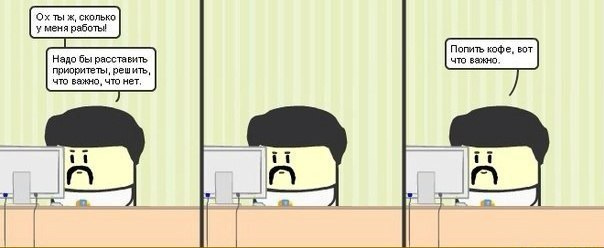 Ох ты ж, сколько
у меня работы!
Надо бы расставить
приоритеты, решить,
что важно, что нет.
Попить кофе, вот
что важно.